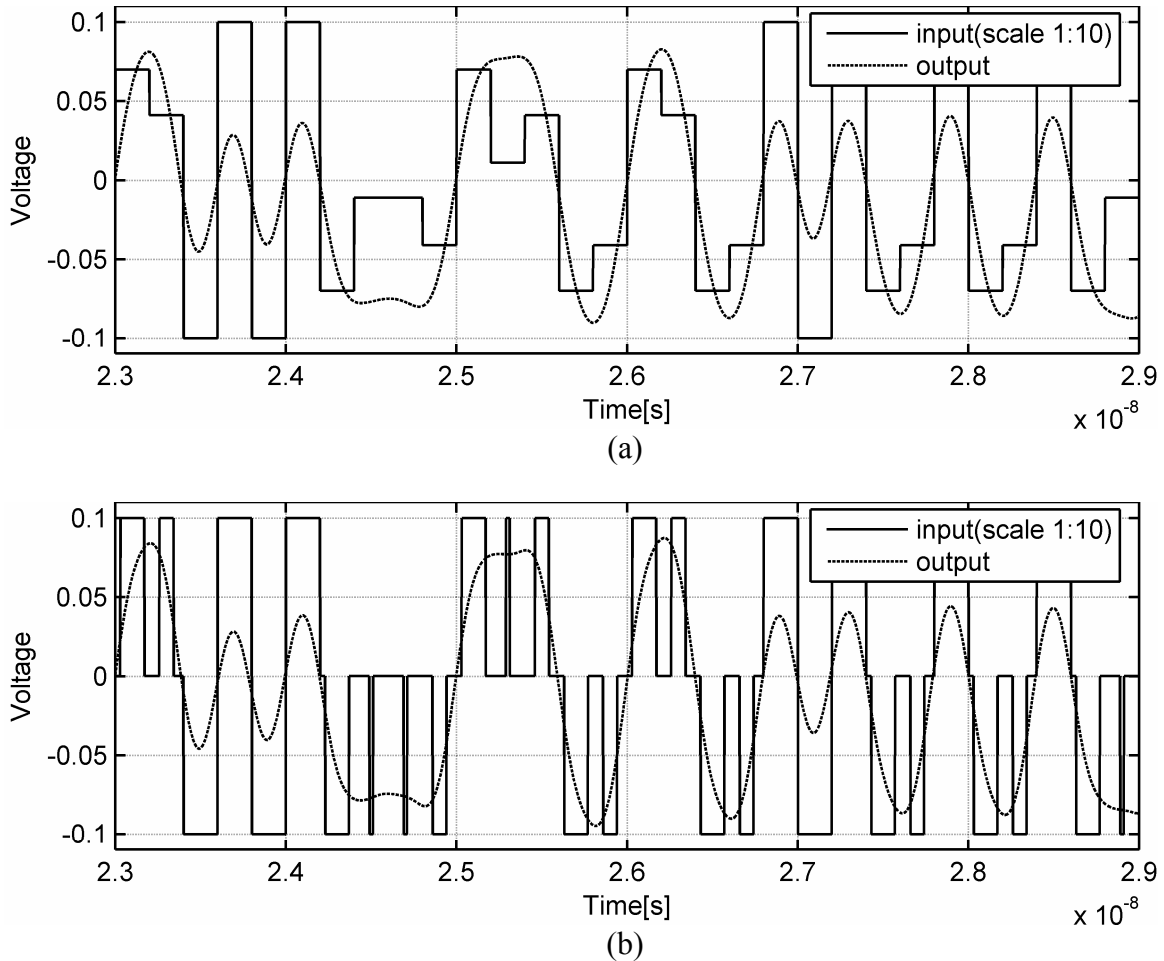 0.1
0.05
0
-0.05
-0.1
Voltage
input(scale 1:10)
output
2.3 2.4 2.5 2.6 2.7 2.8 2.9
Time[s]
x 10-8
(a)
0.1
0.05
0
-0.05
-0.1
Voltage
input(scale 1:10)
output
2.3 2.4 2.5 2.6 2.7 2.8 2.9
Time[s]
x 10-8
(b)